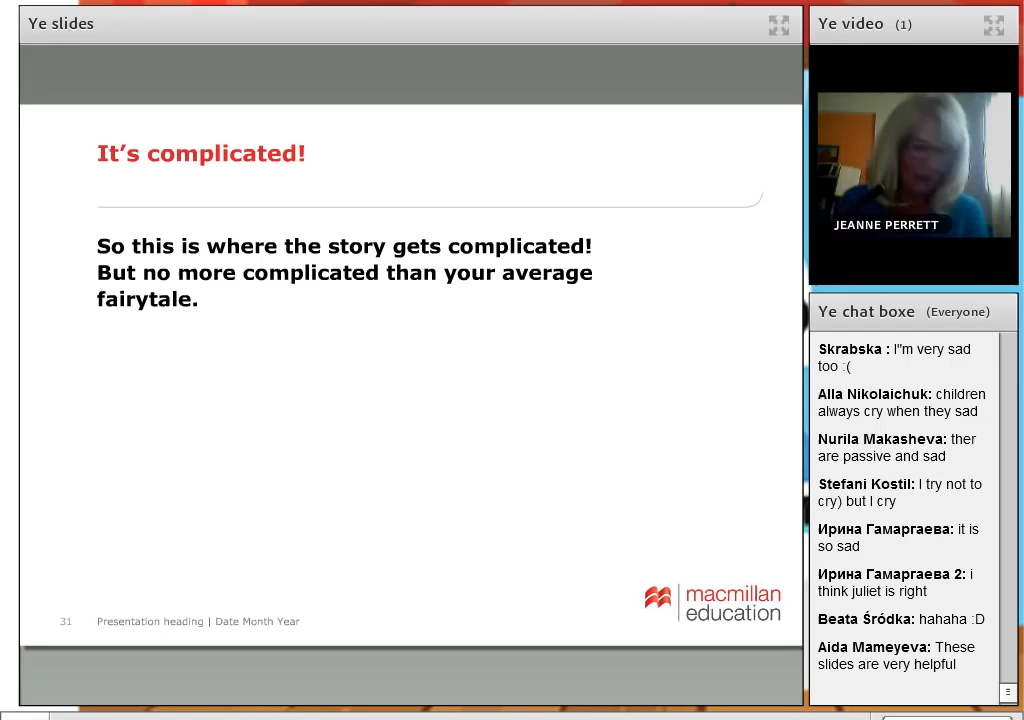 Ye slides
It's complicated!
So this is where the story gets complicated!
But no more complicated than your average
fairytale.
macmillan
education
31 Presentation heading | Date Month Year
Ye video (1)
JEANNE PERRETT
Ye chat boxe (Everyone)
Skrabska : I"m very sad
too :(
Alla Nikolaichuk: children
always cry when they sad
Nurila Makasheva: ther
are passive and sad
Stefani Kostil: I try not to
cry) but I cry
Ирина Гамаргаева: it is
so sad
Ирина Гамаргаева 2: i
think juliet is right
Beata Śródka: hahaha :D
Aida Mameyeva: These
slides are very helpful